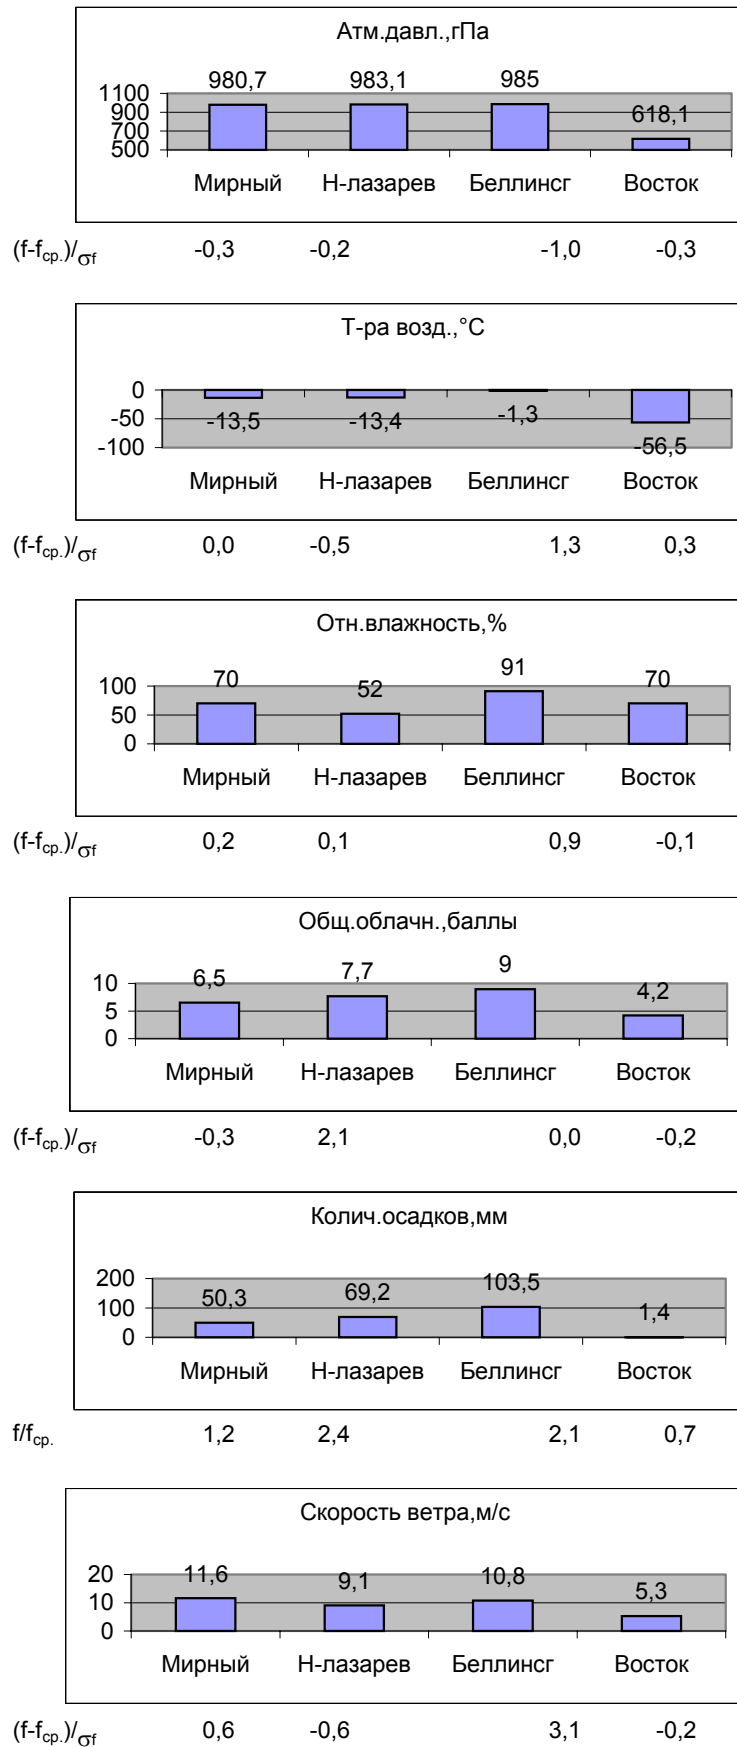 Атм.давл.,гПа
980,7 983,1 985 618,1
1100
900
700
500
Мирный Н-лазарев Беллинсг Восток
(f-fср.)/σf -0,3 -0,2 -1,0 -0,3
Т-ра возд.,°C
0
-50
-100
-13,5 -13,4 -1,3 -56,5
Мирный Н-лазарев Беллинсг Восток
(f-fср.)/σf 0,0 -0,5 1,3 0,3
Отн.влажность,%
70 52 91 70
100
50
0
Мирный Н-лазарев Беллинсг Восток
(f-fср.)/σf 0,2 0,1 0,9 -0,1
Общ.облачн.,баллы
6,5 7,7 9 4,2
10
5
0
Мирный Н-лазарев Беллинсг Восток
(f-fср.)/σf -0,3 2,1 0,0 -0,2
Колич.осадков,мм
50,3 69,2 103,5 1,4
200
100
0
Мирный Н-лазарев Беллинсг Восток
f/fср. 1,2 2,4 2,1 0,7
Скорость ветра,м/с
11,6 9,1 10,8 5,3
20
10
0
Мирный Н-лазарев Беллинсг Восток
(f-fср.)/σf 0,6 -0,6 3,1 -0,2